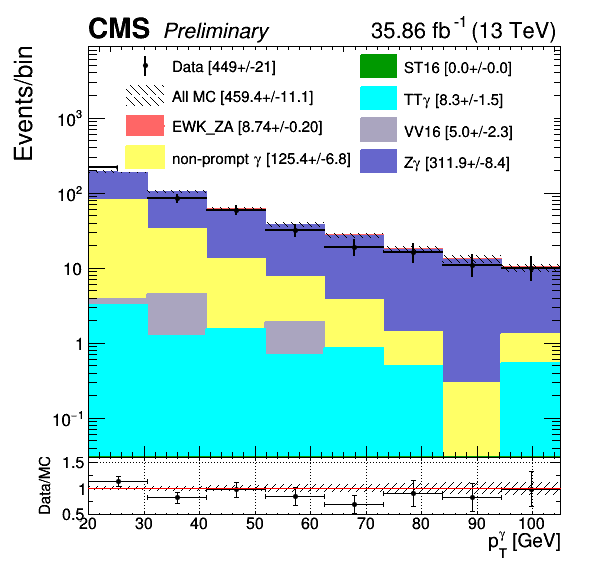 CMS Preliminary 35.86 fb⁻¹ (13 TeV)
Events/bin
Data [449+/-21]
All MC [459.4+/-11.1]
EWK_ZA [8.74+/-0.20]
non-prompt γ [125.4+/-6.8]
ST16 [0.0+/-0.0]
TTγ [8.3+/-1.5]
VV16 [5.0+/-2.3]
Zγ [311.9+/-8.4]
10³
10²
10
1
10⁻¹
Data/MC
1.5
1
0.5
20 30 40 50 60 70 80 90 100
p_T^γ [GeV]